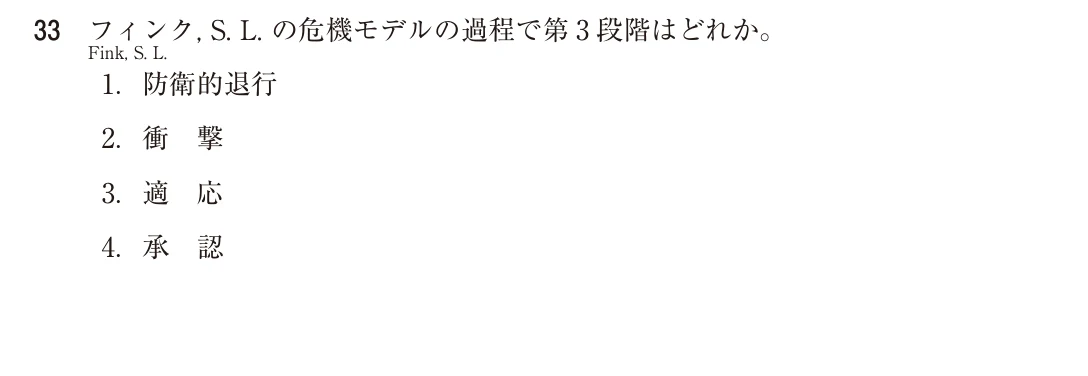 33 フィンク, S. L. の危機モデルの過程で第3段階はどれか。
Fink, S. L.
1. 防衛的退行
2. 衝　撃
3. 適　応
4. 承　認